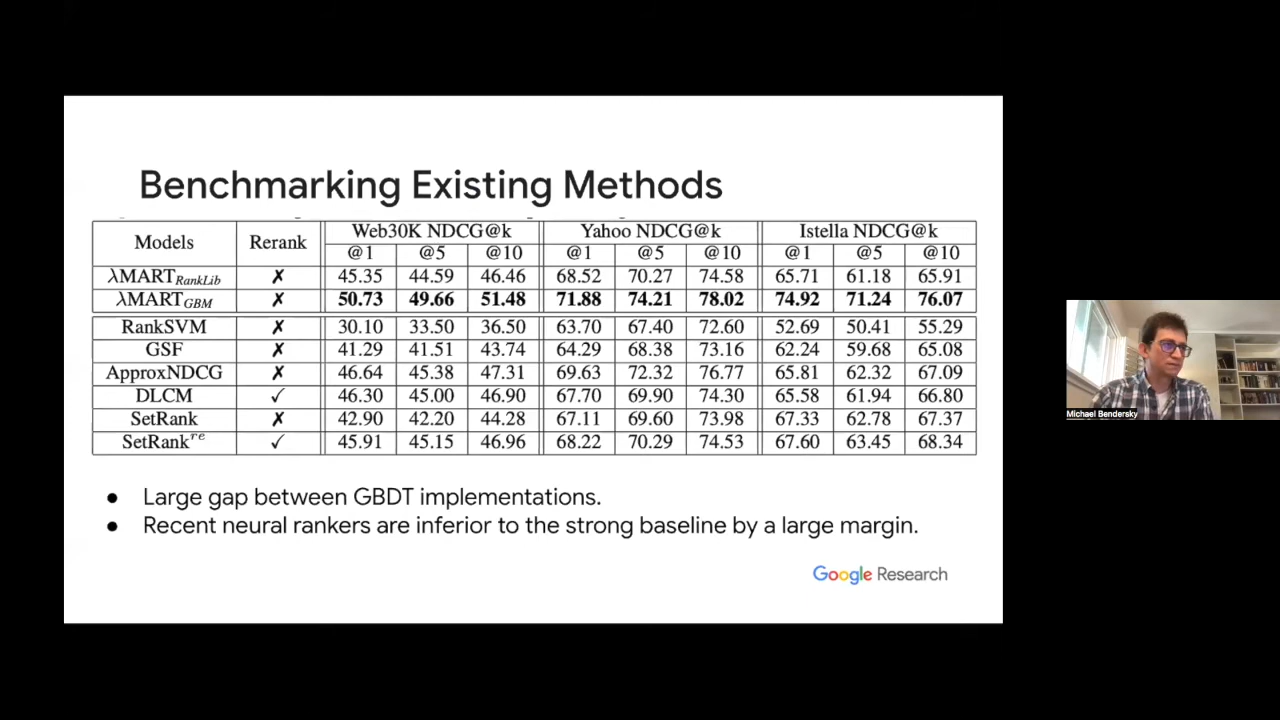 Benchmarking Existing Methods
Models Rerank Web30K NDCG@k Yahoo NDCG@k Istella NDCG@k
@1 @5 @10 @1 @5 @10 @1 @5 @10
λMART_RankLib ✗ 45.35 44.59 46.46 68.52 70.27 74.58 65.71 61.18 65.91
λMART_GBM ✗ 50.73 49.66 51.48 71.88 74.21 78.02 74.92 71.24 76.07
RankSVM ✗ 30.10 33.50 36.50 63.70 67.40 72.60 52.69 50.41 55.29
GSF ✗ 41.29 41.51 43.74 64.29 68.38 73.16 62.24 59.68 65.08
ApproxNDCG ✗ 46.64 45.38 47.31 69.63 72.32 76.77 65.81 62.32 67.09
DLCM ✓ 46.30 45.00 46.90 67.70 69.90 74.30 65.58 61.94 66.80
SetRank ✗ 42.90 42.20 44.28 67.11 69.60 73.98 67.33 62.78 67.37
SetRank^re ✓ 45.91 45.15 46.96 68.22 70.29 74.53 67.60 63.45 68.34
● Large gap between GBDT implementations.
● Recent neural rankers are inferior to the strong baseline by a large margin.
Google Research
Michael Bendersky